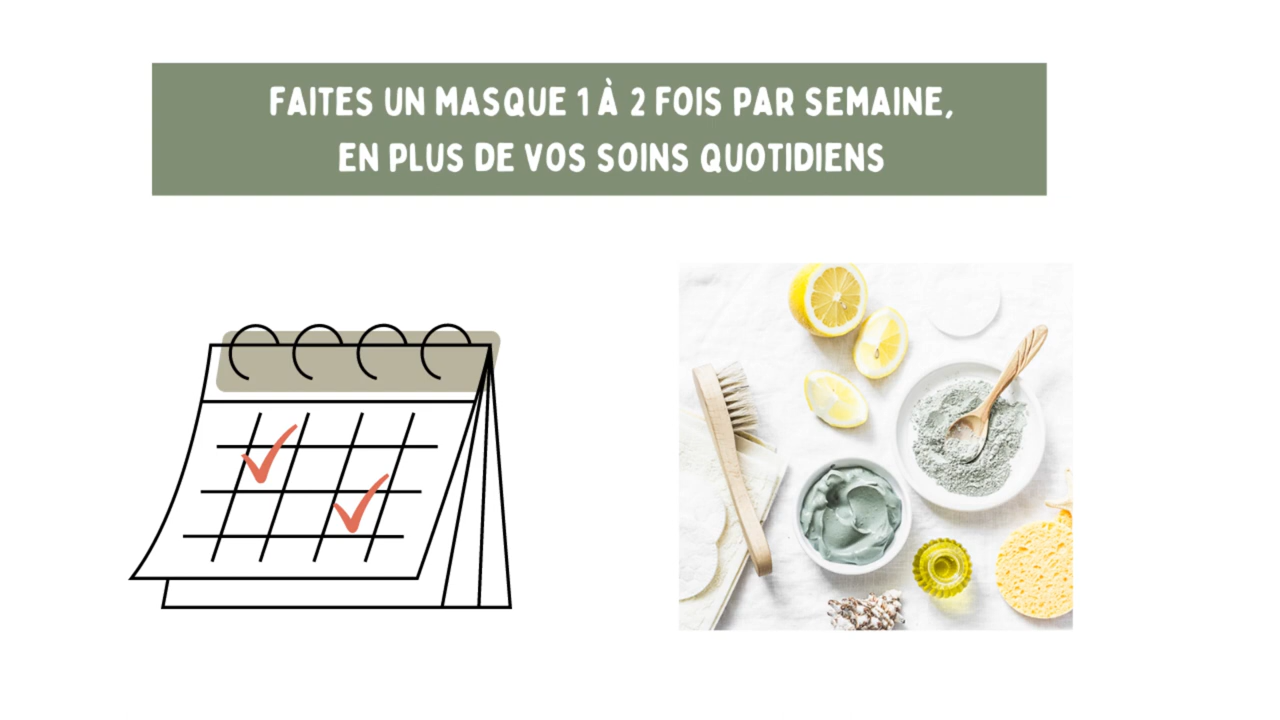 FAITES UN MASQUE 1 À 2 FOIS PAR SEMAINE,
EN PLUS DE VOS SOINS QUOTIDIENS